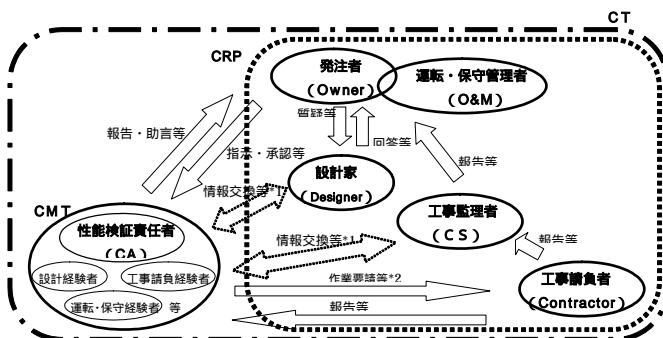 CT
CRP
発注者
（Owner）
運転・保守管理者
（O&M）
質疑等
回答等
報告・助言等
指示・承認等
報告等
設計家
（Designer）
情報交換等*1
CMT
性能検証責任者
（CA）
設計経験者
工事請負経験者
運転・保守経験者 等
工事監理者
（CS）
情報交換等*1
報告等
作業要請等*2
報告等
工事請負者
（Contractor）